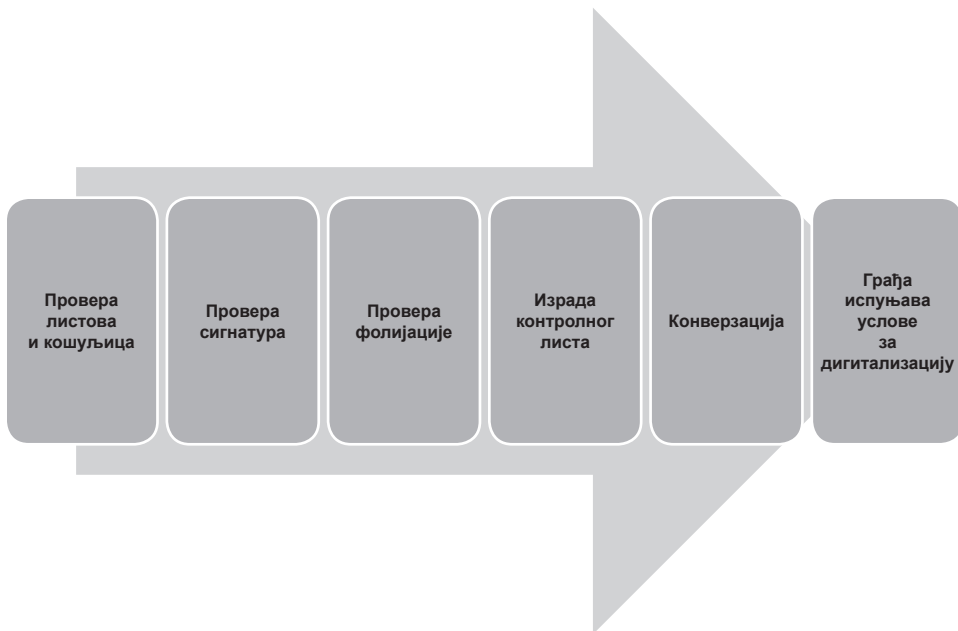 Провера
листова
и кошуљица
Провера
сигнатура
Провера
фолијације
Израда
контролног
листа
Конверзација
Грађа
испуњава
услове
за
дигитализацију